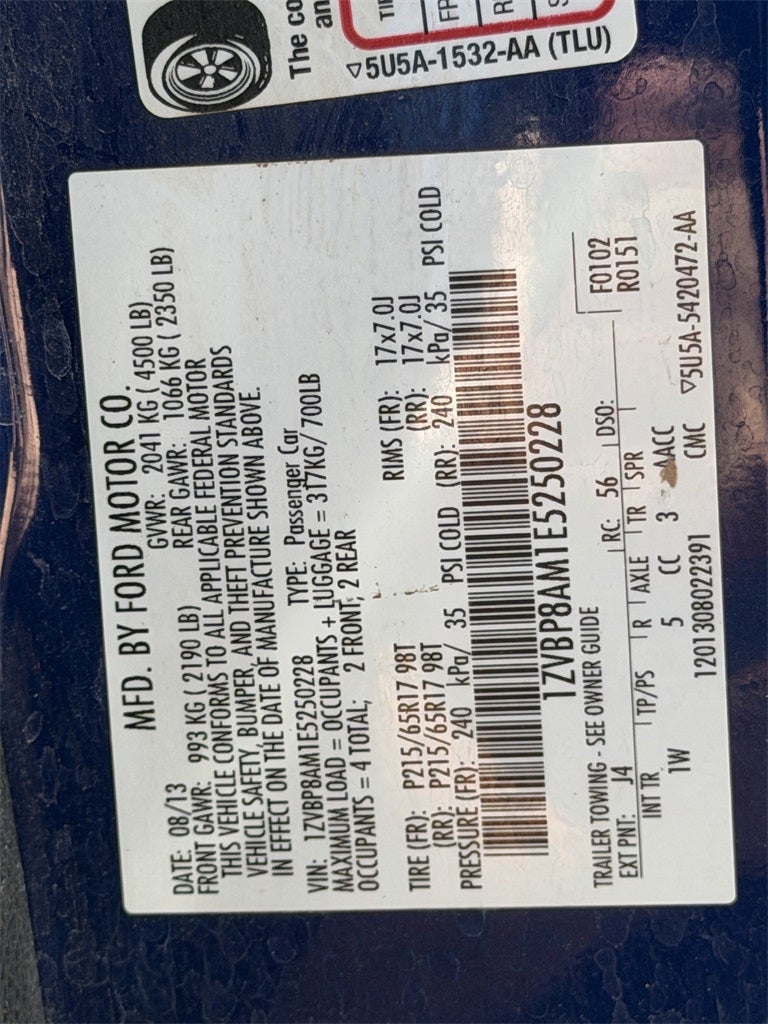 The co
an
TI
FR
R
S
▽5U5A-1532-AA (TLU)
MFD. BY FORD MOTOR CO.
DATE: 08/13 GVWR: 2041 KG ( 4500 LB)
FRONT GAWR: 993 KG ( 2190 LB) REAR GAWR: 1066 KG ( 2350 LB)
THIS VEHICLE CONFORMS TO ALL APPLICABLE FEDERAL MOTOR
VEHICLE SAFETY, BUMPER, AND THEFT PREVENTION STANDARDS
IN EFFECT ON THE DATE OF MANUFACTURE SHOWN ABOVE.
VIN: 1ZVBP8AM1E5250228 TYPE: Passenger Car
MAXIMUM LOAD = OCCUPANTS + LUGGAGE = 317KG/ 700LB
OCCUPANTS = 4 TOTAL; 2 FRONT, 2 REAR
TIRE (FR): P215/65R17 98T RIMS (FR): 17x7.0J
(RR): P215/65R17 98T (RR): 17x7.0J
PRESSURE (FR): 240 kPa/ 35 PSI COLD (RR): 240 kPa/ 35 PSI COLD
1ZVBP8AM1E5250228
TRAILER TOWING - SEE OWNER GUIDE F0102
EXT PNT: J4 RC: 56 DSO: R0151
INT TR TP/PS R AXLE TR SPR
1W 5 CC 3 AACC
1201308022391 CMC ▽5U5A-5420472-AA